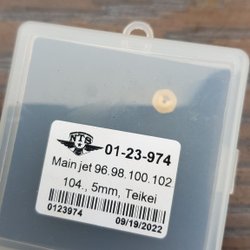 NTS
01-23-974
Main jet 96.98.100.102
104., 5mm, Teikei
0123974
09/19/2022